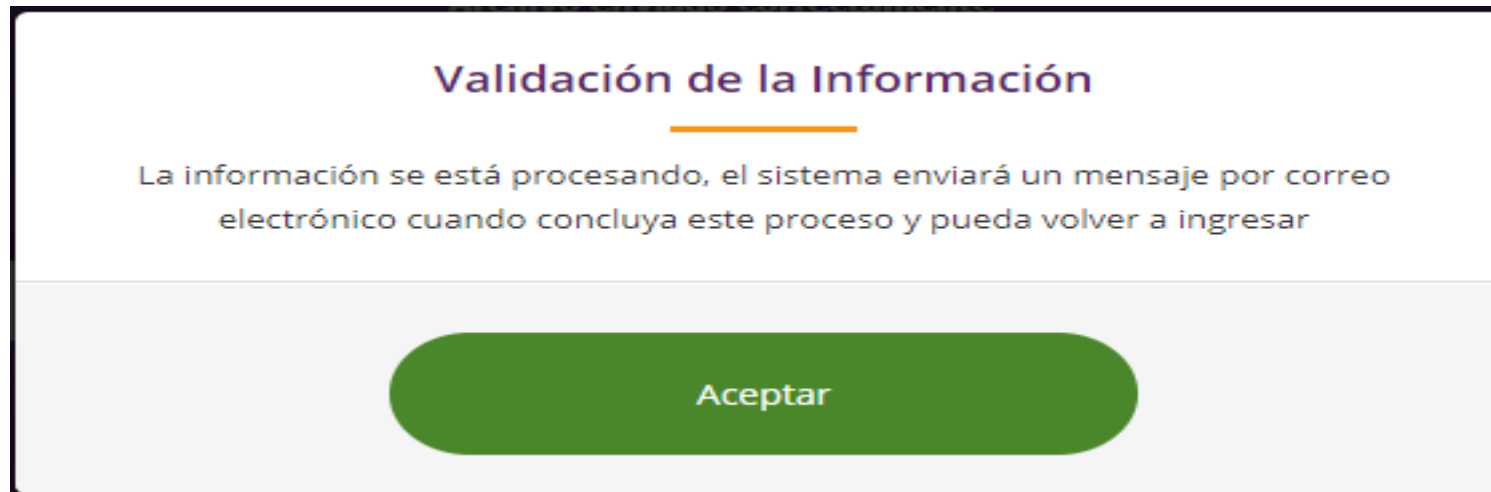 Validación de la Información
La información se está procesando, el sistema enviará un mensaje por correo
electrónico cuando concluya este proceso y pueda volver a ingresar
Aceptar